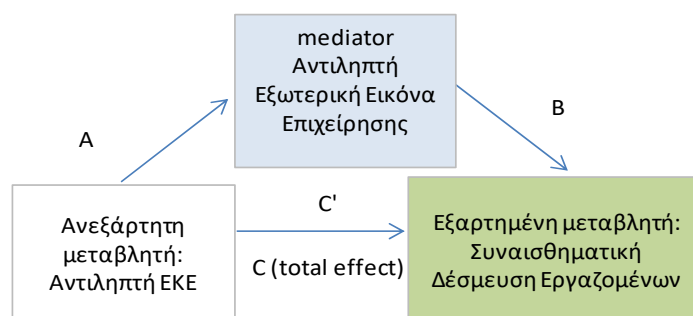 mediator
Αντιληπτή
Εξωτερική Εικόνα
Επιχείρησης
A
B
Ανεξάρτητη
μεταβλητή:
Αντιληπτή ΕΚΕ
C'
C (total effect)
Εξαρτημένη μεταβλητή:
Συναισθηματική
Δέσμευση Εργαζομένων